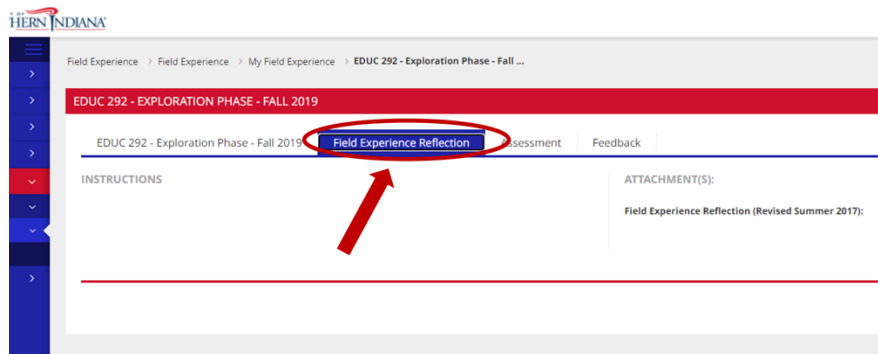 HERN INDIANA
Field Experience > Field Experience > My Field Experience > EDUC 292 - Exploration Phase - Fall ...
EDUC 292 - EXPLORATION PHASE - FALL 2019
EDUC 292 - Exploration Phase - Fall 2019 Field Experience Reflection Assessment Feedback
INSTRUCTIONS ATTACHMENT(S):
Field Experience Reflection (Revised Summer 2017):